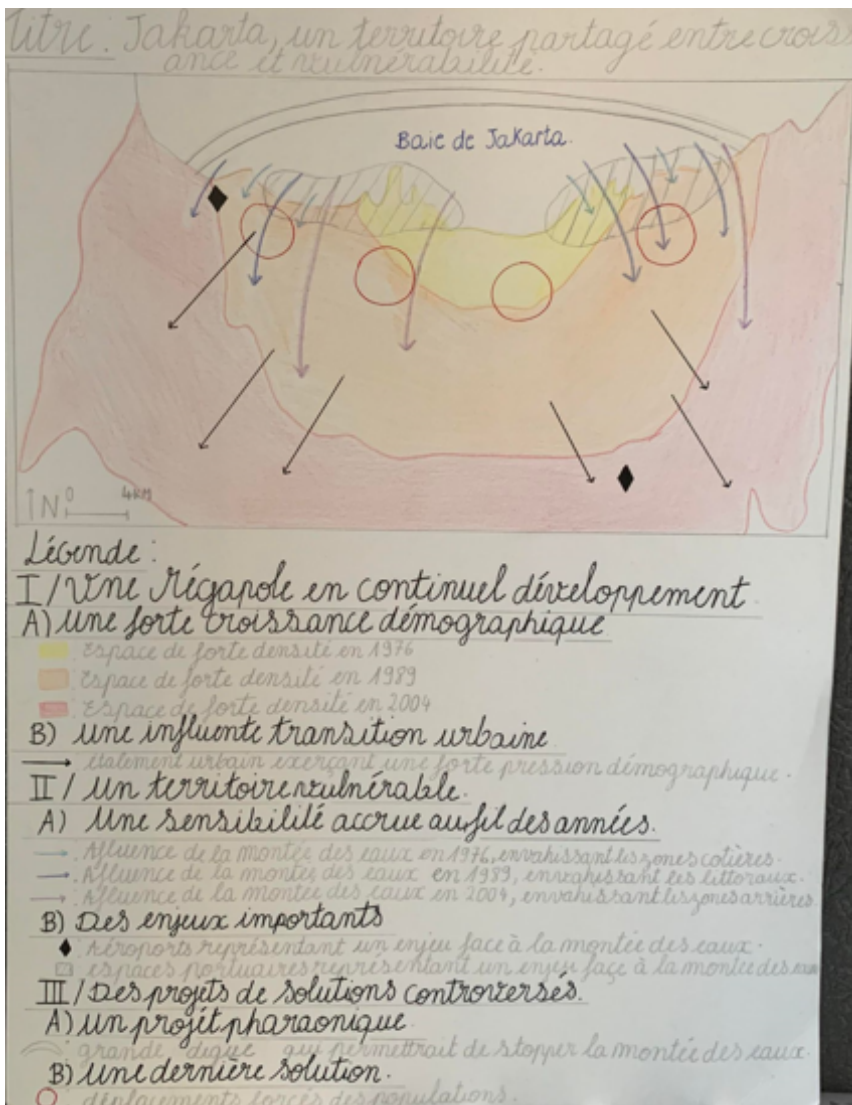 Titre : Jakarta, un territoire partagé entre croiss
ance et vulnérabilité.
Baie de Jakarta.
N 0 4KM
Légende :
I/ Une Mégapole en continuel développement
A) Une forte croissance démographique
Espace de forte densité en 1976
Espace de forte densité en 1989
Espace de forte densité en 2004
B) Une influente transition urbaine
étalement urbain exerçant une forte pression démographique.
II/ Un territoire vulnérable.
A) Une sensibilité accrue au fil des années.
Affluence de la montée des eaux en 1976, envahissant les zones cotières.
Affluence de la montée des eaux en 1989, envahissant les littoraux.
Affluence de la montée des eaux en 2004, envahissant les zones arrières.
B) Des enjeux importants
Aéroports représentant un enjeu face à la montée des eaux.
espaces portuaires représentant un enjeu face à la montée des eaux
III/ Des projets de solutions controversés.
A) Un projet pharaonique
grande digue qui permettrait de stopper la montée des eaux.
B) Une dernière solution.
déplacements forcés des populations.